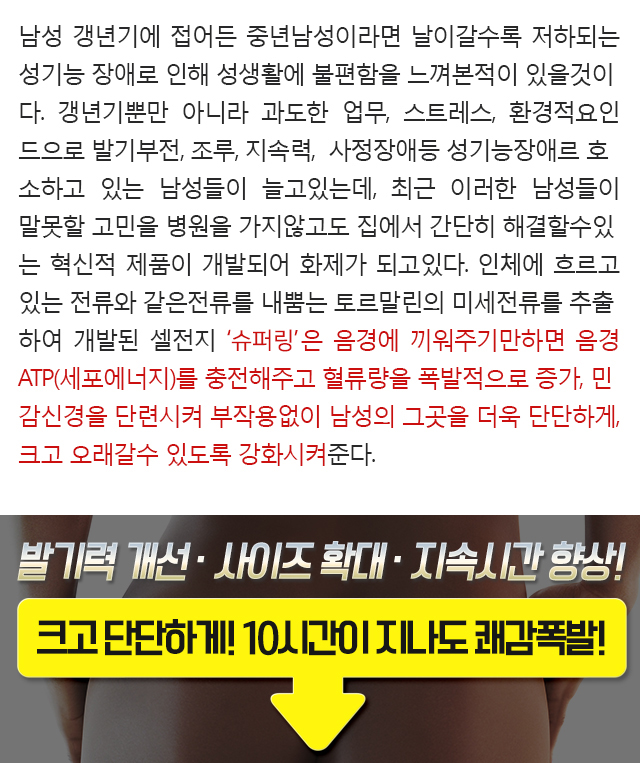 남성 갱년기에 접어든 중년남성이라면 날이갈수록 저하되는
성기능 장애로 인해 성생활에 불편함을 느껴본적이 있을것이
다. 갱년기뿐만 아니라 과도한 업무, 스트레스, 환경적요인
드으로 발기부전, 조루, 지속력, 사정장애등 성기능장애르 호
소하고 있는 남성들이 늘고있는데, 최근 이러한 남성들이
말못할 고민을 병원을 가지않고도 집에서 간단히 해결할수있
는 혁신적 제품이 개발되어 화제가 되고있다. 인체에 흐르고
있는 전류와 같은전류를 내뿜는 토르말린의 미세전류를 추출
하여 개발된 셀전지 ‘슈퍼링’은 음경에 끼워주기만하면 음경
ATP(세포에너지)를 충전해주고 혈류량을 폭발적으로 증가, 민
감신경을 단련시켜 부작용없이 남성의 그곳을 더욱 단단하게,
크고 오래갈수 있도록 강화시켜준다.
발기력 개선 · 사이즈 확대 · 지속시간 향상!
크고 단단하게! 10시간이 지나도 쾌감폭발!